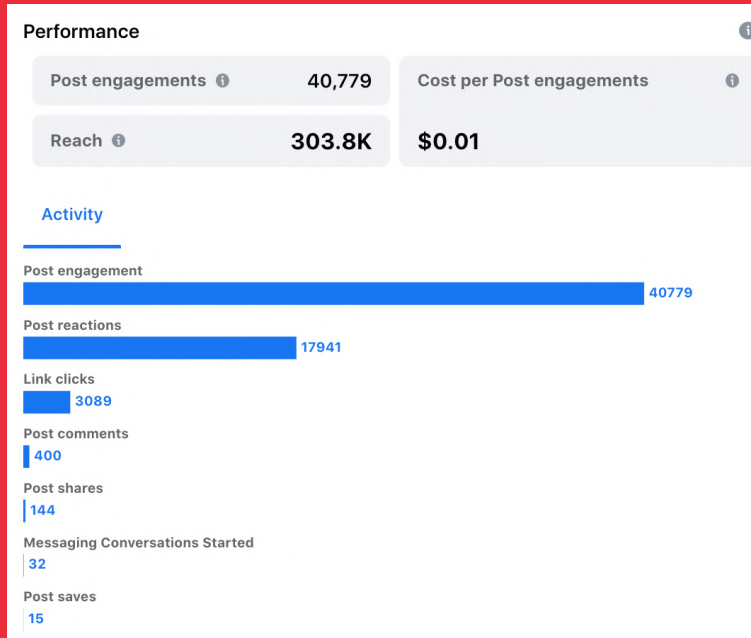 Performance
Post engagements 40,779
Cost per Post engagements
Reach 303.8K
$0.01
Activity
Post engagement
40779
Post reactions
17941
Link clicks
3089
Post comments
400
Post shares
144
Messaging Conversations Started
32
Post saves
15